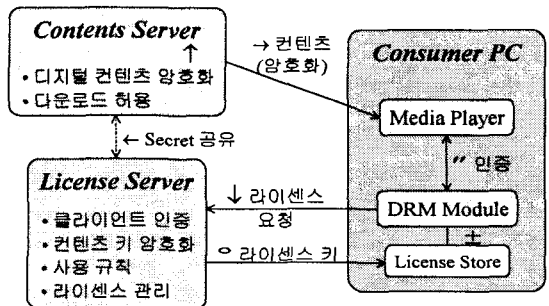 Contents Server
↑
• 디지털 컨텐츠 암호화
• 다운로드 허용
→ 컨텐츠
(암호화)
Consumer PC
Media Player
← Secret 공유
〃 인증
License Server
• 클라이언트 인증
• 컨텐츠 키 암호화
• 사용 규칙
• 라이센스 관리
↓ 라이센스
요청
DRM Module
±
○ 라이센스 키
License Store